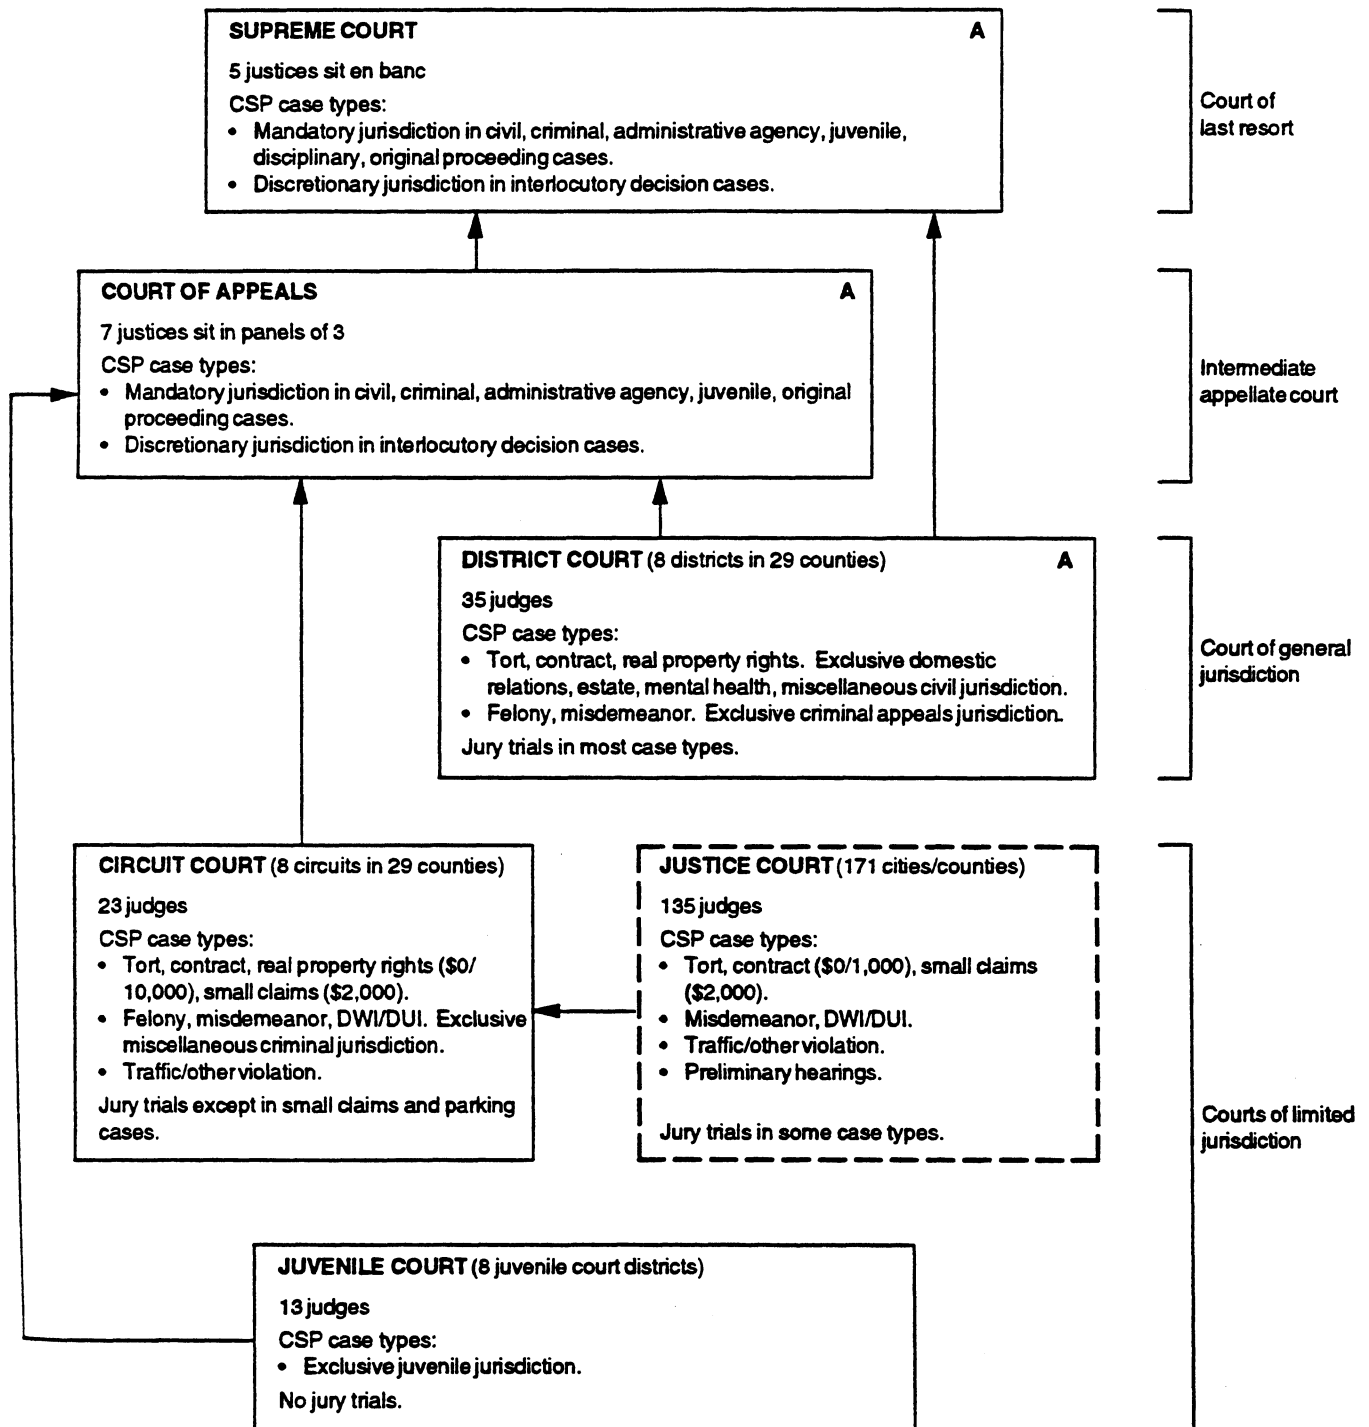 SUPREME COURT A
5 justices sit en banc
CSP case types:
• Mandatory jurisdiction in civil, criminal, administrative agency, juvenile,
disciplinary, original proceeding cases.
• Discretionary jurisdiction in interlocutory decision cases.
Court of
last resort
COURT OF APPEALS A
7 justices sit in panels of 3
CSP case types:
• Mandatory jurisdiction in civil, criminal, administrative agency, juvenile, original
proceeding cases.
• Discretionary jurisdiction in interlocutory decision cases.
Intermediate
appellate court
DISTRICT COURT (8 districts in 29 counties) A
35 judges
CSP case types:
• Tort, contract, real property rights. Exclusive domestic
relations, estate, mental health, miscellaneous civil jurisdiction.
• Felony, misdemeanor. Exclusive criminal appeals jurisdiction.
Jury trials in most case types.
Court of general
jurisdiction
CIRCUIT COURT (8 circuits in 29 counties)
23 judges
CSP case types:
• Tort, contract, real property rights ($0/
10,000), small claims ($2,000).
• Felony, misdemeanor, DWI/DUI. Exclusive
miscellaneous criminal jurisdiction.
• Traffic/other violation.
Jury trials except in small claims and parking
cases.
JUSTICE COURT (171 cities/counties)
135 judges
CSP case types:
• Tort, contract ($0/1,000), small claims
($2,000).
• Misdemeanor, DWI/DUI.
• Traffic/other violation.
• Preliminary hearings.
Jury trials in some case types.
Courts of limited
jurisdiction
JUVENILE COURT (8 juvenile court districts)
13 judges
CSP case types:
• Exclusive juvenile jurisdiction.
No jury trials.